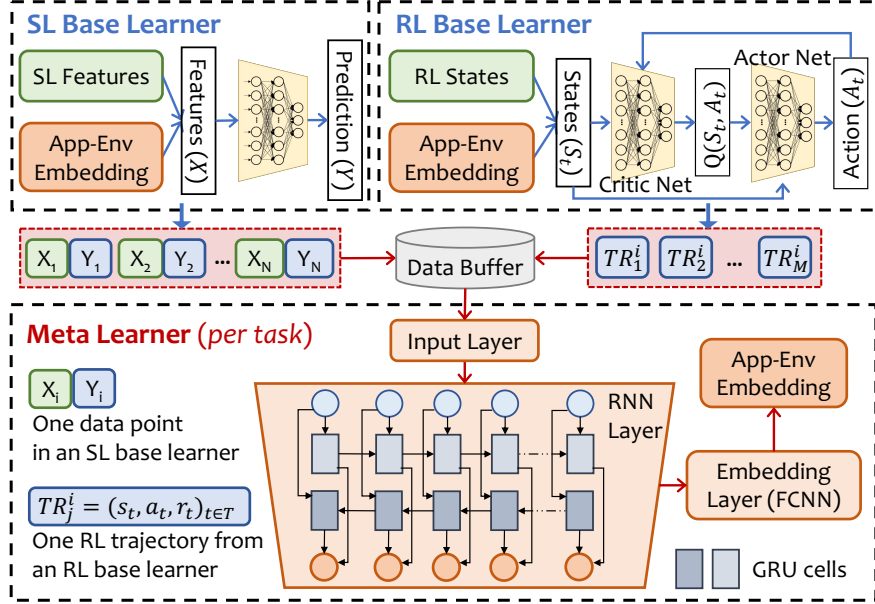 SL Base Learner
SL Features
App-Env
Embedding
Features (X)
Prediction (Y)
RL Base Learner
RL States
App-Env
Embedding
States (S_t)
Critic Net
Q(S_t, A_t)
Actor Net
Action (A_t)
X_1 Y_1 X_2 Y_2 ... X_N Y_N
Data Buffer
TR_1^i TR_2^i ... TR_M^i
Meta Learner (per task)
Input Layer
X_i Y_i
One data point
in an SL base learner
TR_j^i = (s_t, a_t, r_t)_{t∈T}
One RL trajectory from
an RL base learner
RNN
Layer
App-Env
Embedding
Embedding
Layer (FCNN)
GRU cells